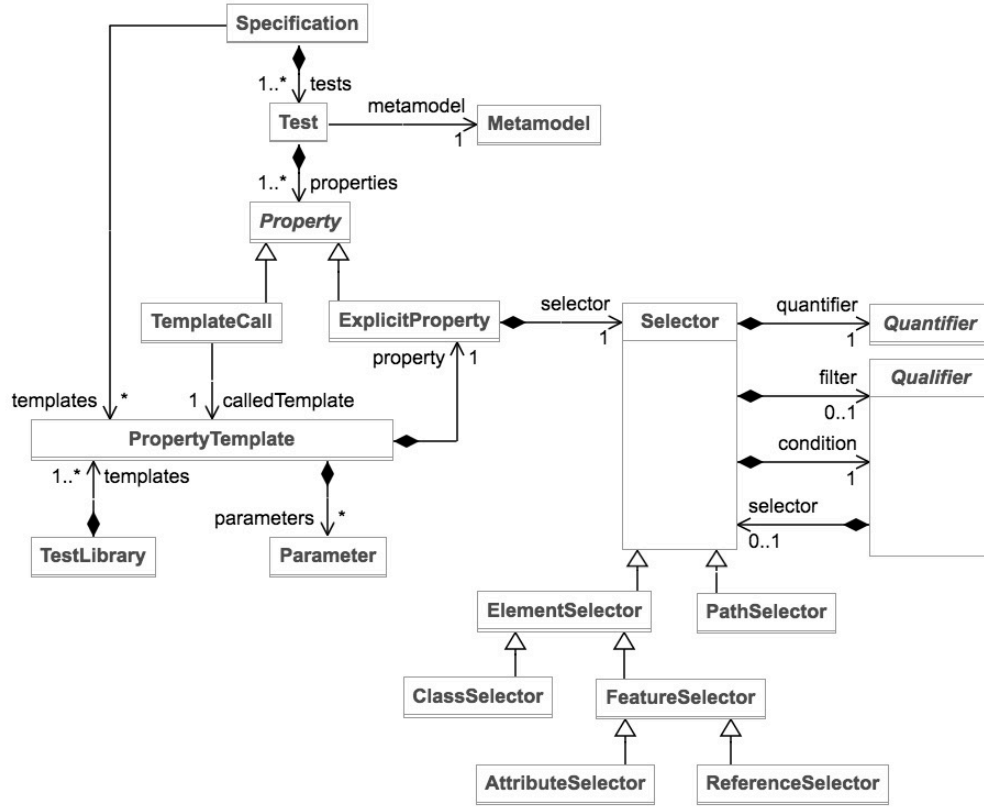 Specification
1..* tests
metamodel
Test
Metamodel
1
1..* properties
Property
TemplateCall
ExplicitProperty
selector
1
Selector
quantifier
1
Quantifier
property
1
filter
0..1
Qualifier
templates *
1 calledTemplate
PropertyTemplate
condition
1
1..* templates
parameters *
selector
0..1
TestLibrary
Parameter
ElementSelector
PathSelector
ClassSelector
FeatureSelector
AttributeSelector
ReferenceSelector